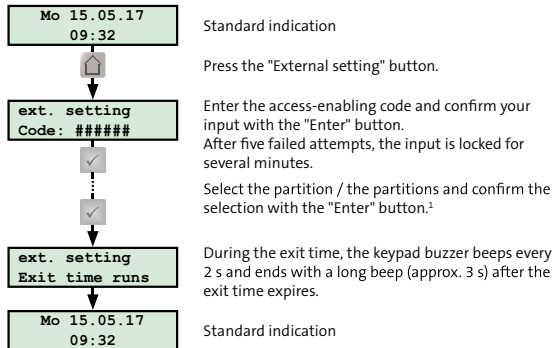 Mo 15.05.17
09:32
Standard indication
Press the "External setting" button.
ext. setting
Code: ######
Enter the access-enabling code and confirm your
input with the "Enter" button.
After five failed attempts, the input is locked for
several minutes.
Select the partition / the partitions and confirm the
selection with the "Enter" button.¹
ext. setting
Exit time runs
During the exit time, the keypad buzzer beeps every
2 s and ends with a long beep (approx. 3 s) after the
exit time expires.
Mo 15.05.17
09:32
Standard indication